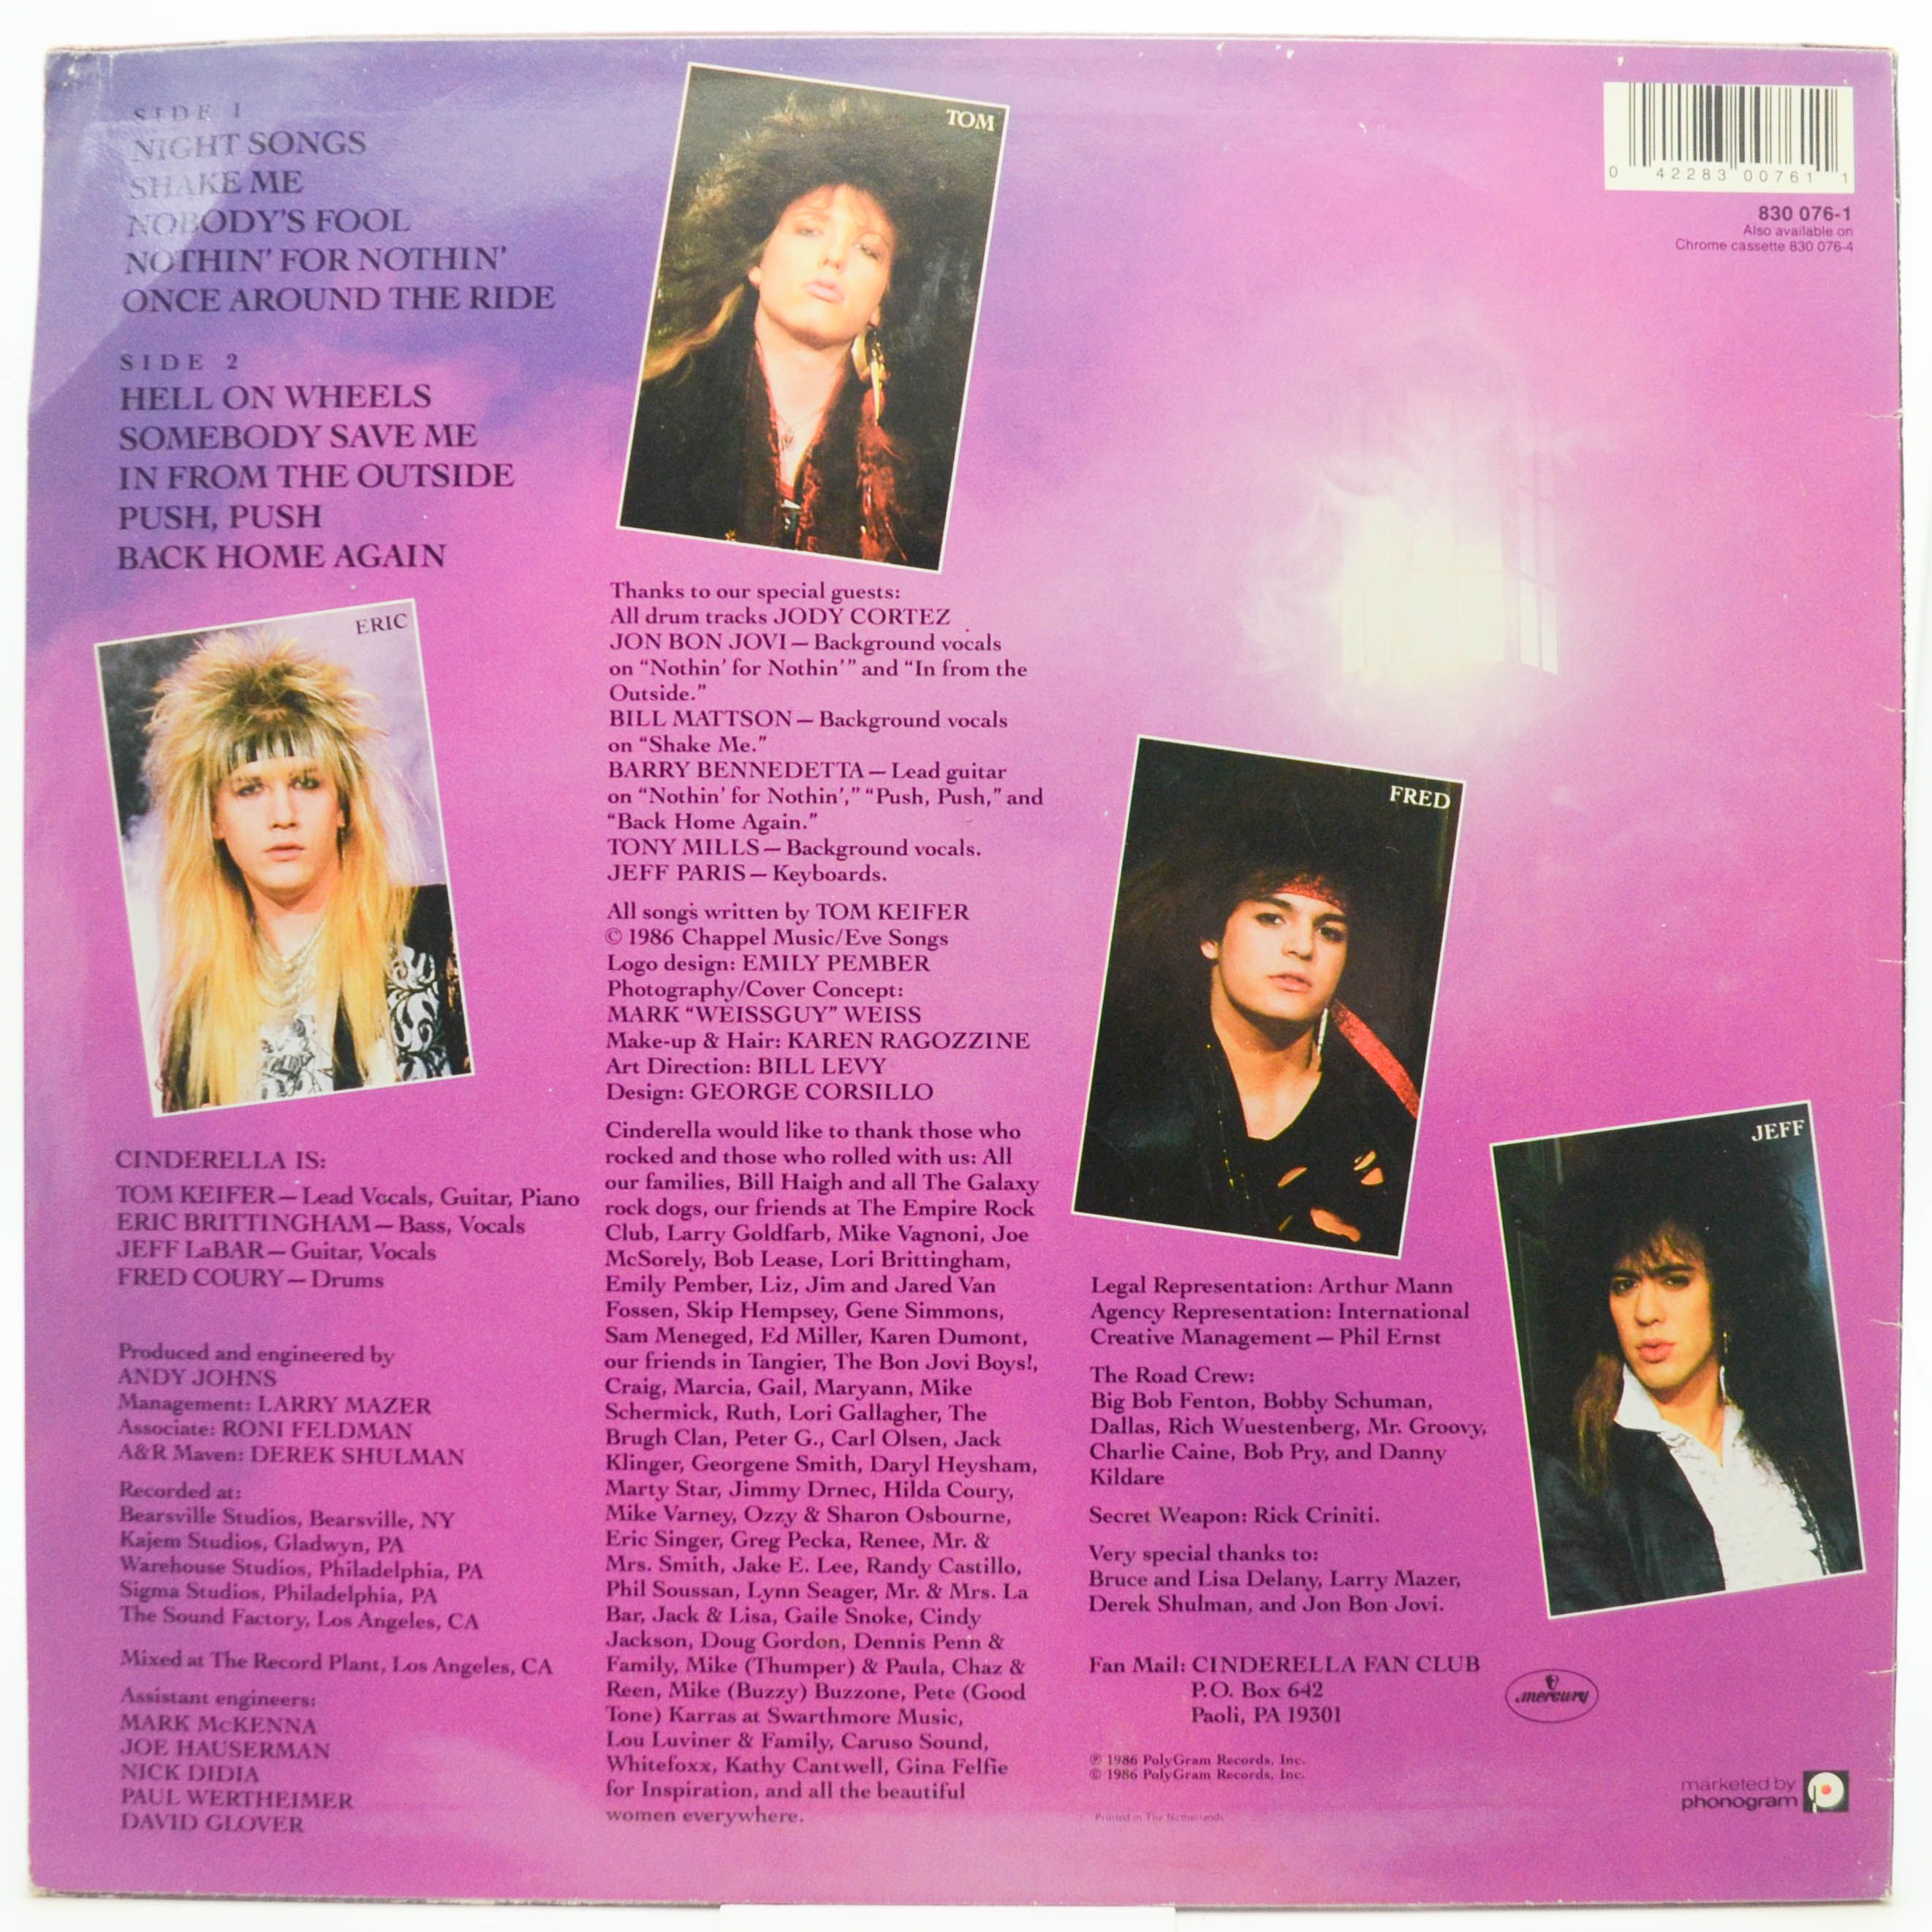 SIDE 1
NIGHT SONGS
SHAKE ME
NOBODY'S FOOL
NOTHIN' FOR NOTHIN'
ONCE AROUND THE RIDE
SIDE 2
HELL ON WHEELS
SOMEBODY SAVE ME
IN FROM THE OUTSIDE
PUSH, PUSH
BACK HOME AGAIN
ERIC
CINDERELLA IS:
TOM KEIFER—Lead Vocals, Guitar, Piano
ERIC BRITTINGHAM—Bass, Vocals
JEFF LaBAR—Guitar, Vocals
FRED COURY—Drums
Produced and engineered by
ANDY JOHNS
Management: LARRY MAZER
Associate: RONI FELDMAN
A&R Maven: DEREK SHULMAN
Recorded at:
Bearsville Studios, Bearsville, NY
Kajem Studios, Gladwyn, PA
Warehouse Studios, Philadelphia, PA
Sigma Studios, Philadelphia, PA
The Sound Factory, Los Angeles, CA
Mixed at The Record Plant, Los Angeles, CA
Assistant engineers:
MARK McKENNA
JOE HAUSERMAN
NICK DIDIA
PAUL WERTHEIMER
DAVID GLOVER
TOM
Thanks to our special guests:
All drum tracks JODY CORTEZ
JON BON JOVI—Background vocals
on “Nothin' for Nothin'” and “In from the
Outside.”
BILL MATTSON—Background vocals
on “Shake Me.”
BARRY BENNEDETTA—Lead guitar
on “Nothin' for Nothin',” “Push, Push,” and
“Back Home Again.”
TONY MILLS—Background vocals.
JEFF PARIS—Keyboards.
All songs written by TOM KEIFER
© 1986 Chappel Music/Eve Songs
Logo design: EMILY PEMBER
Photography/Cover Concept:
MARK “WEISSGUY” WEISS
Make-up & Hair: KAREN RAGOZZINE
Art Direction: BILL LEVY
Design: GEORGE CORSILLO
Cinderella would like to thank those who
rocked and those who rolled with us: All
our families, Bill Haigh and all The Galaxy
rock dogs, our friends at The Empire Rock
Club, Larry Goldfarb, Mike Vagnoni, Joe
McSorely, Bob Lease, Lori Brittingham,
Emily Pember, Liz, Jim and Jared Van
Fossen, Skip Hempsey, Gene Simmons,
Sam Meneged, Ed Miller, Karen Dumont,
our friends in Tangier, The Bon Jovi Boys!,
Craig, Marcia, Gail, Maryann, Mike
Schermick, Ruth, Lori Gallagher, The
Brugh Clan, Peter G., Carl Olsen, Jack
Klinger, Georgene Smith, Daryl Heysham,
Marty Star, Jimmy Drnec, Hilda Coury,
Mike Varney, Ozzy & Sharon Osbourne,
Eric Singer, Greg Pecka, Renee, Mr. &
Mrs. Smith, Jake E. Lee, Randy Castillo,
Phil Soussan, Lynn Seager, Mr. & Mrs. La
Bar, Jack & Lisa, Gaile Snoke, Cindy
Jackson, Doug Gordon, Dennis Penn &
Family, Mike (Thumper) & Paula, Chaz &
Reen, Mike (Buzzy) Buzzone, Pete (Good
Tone) Karras at Swarthmore Music,
Lou Luviner & Family, Caruso Sound,
Whitefoxx, Kathy Cantwell, Gina Felfie
for Inspiration, and all the beautiful
women everywhere.
0 42283 00761 1
830 076-1
Also available on
Chrome cassette 830 076-4
FRED
JEFF
Legal Representation: Arthur Mann
Agency Representation: International
Creative Management—Phil Ernst
The Road Crew:
Big Bob Fenton, Bobby Schuman,
Dallas, Rich Wuestenberg, Mr. Groovy,
Charlie Caine, Bob Pry, and Danny
Kildare
Secret Weapon: Rick Criniti.
Very special thanks to:
Bruce and Lisa Delany, Larry Mazer,
Derek Shulman, and Jon Bon Jovi.
Fan Mail: CINDERELLA FAN CLUB
P.O. Box 642
Paoli, PA 19301
mercury
℗ 1986 PolyGram Records, Inc.
© 1986 PolyGram Records, Inc.
Printed in The Netherlands
marketed by
phonogram